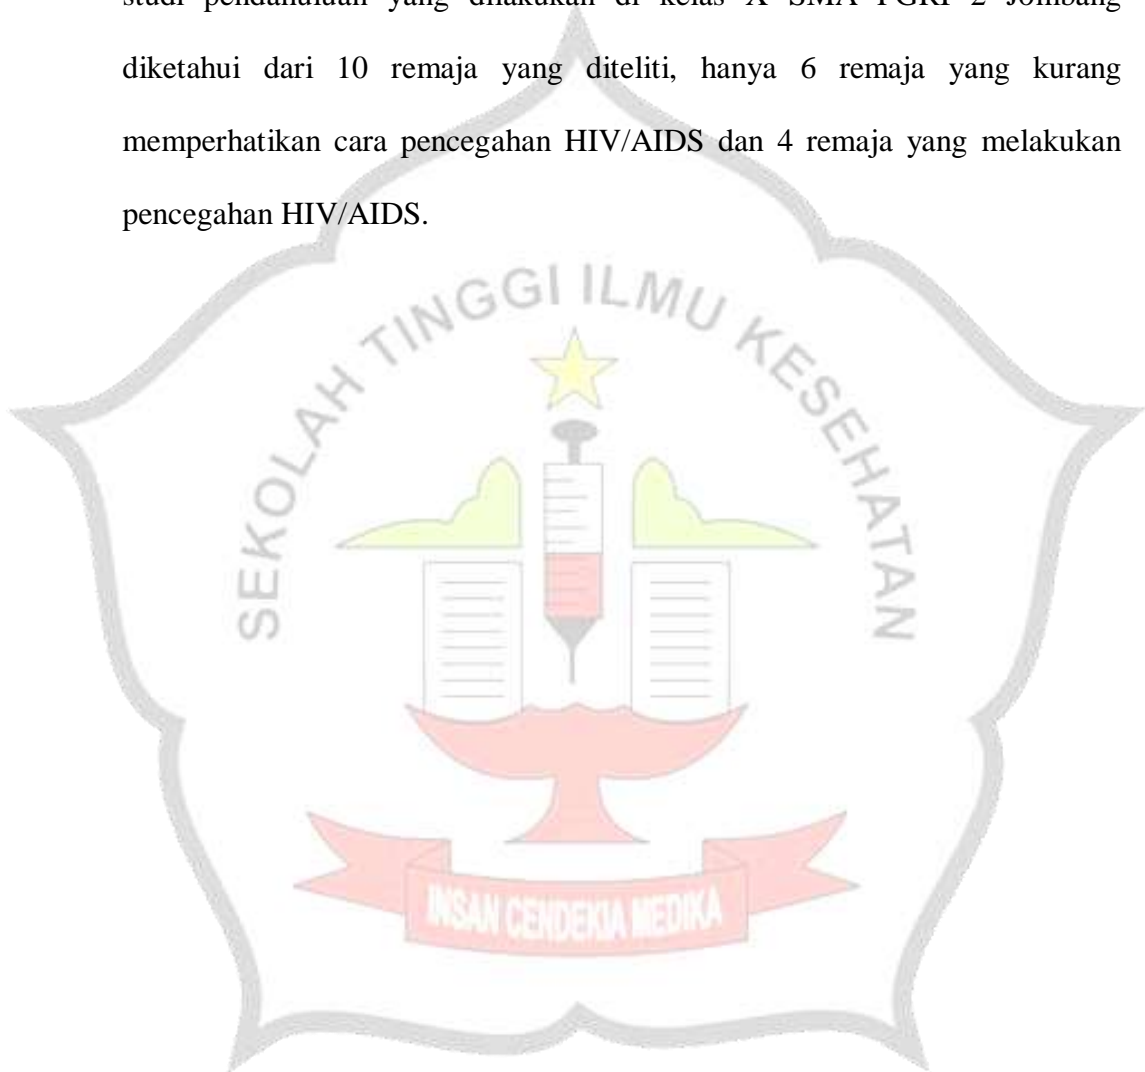 studi pendahuluan yang dilakukan di kelas X SMA PGRI 2 Jombang
diketahui dari 10 remaja yang diteliti, hanya 6 remaja yang kurang
memperhatikan cara pencegahan HIV/AIDS dan 4 remaja yang melakukan
pencegahan HIV/AIDS.
SEKOLAH TINGGI ILMU KESEHATAN
INSAN CENDEKIA MEDIKA